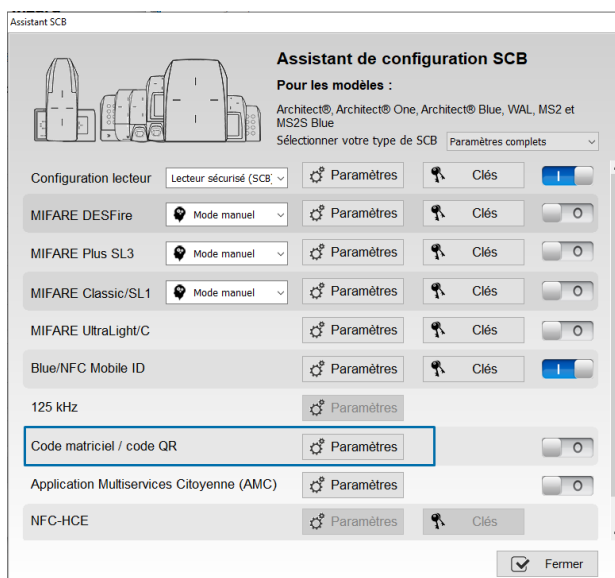 Assistant SCB
Assistant de configuration SCB
Pour les modèles :
Architect®, Architect® One, Architect® Blue, WAL, MS2 et
MS2S Blue
Sélectionner votre type de SCB Paramètres complets
Configuration lecteur Lecteur sécurisé (SCB) Paramètres Clés I
MIFARE DESFire Mode manuel Paramètres Clés O
MIFARE Plus SL3 Mode manuel Paramètres Clés O
MIFARE Classic/SL1 Mode manuel Paramètres Clés O
MIFARE UltraLight/C Paramètres Clés O
Blue/NFC Mobile ID Paramètres Clés I
125 kHz Paramètres
Code matriciel / code QR Paramètres O
Application Multiservices Citoyenne (AMC) Paramètres O
NFC-HCE Paramètres Clés
Fermer